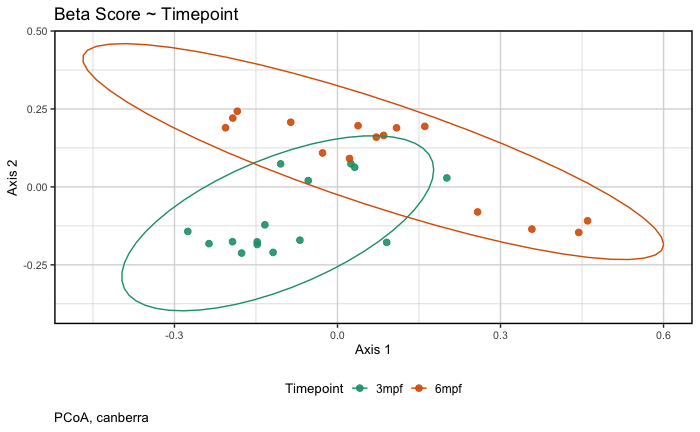 Beta Score ~ Timepoint
0.50
0.25
0.00
-0.25
Axis 2
-0.3 0.0 0.3 0.6
Axis 1
Timepoint 3mpf 6mpf
PCoA, canberra